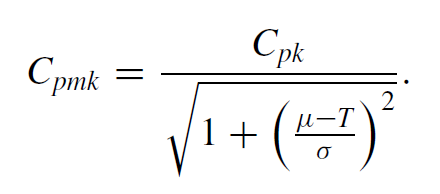 C_{pmk} = \frac{C_{pk}}{\sqrt{1 + \left(\frac{\mu - T}{\sigma}\right)^2}}.